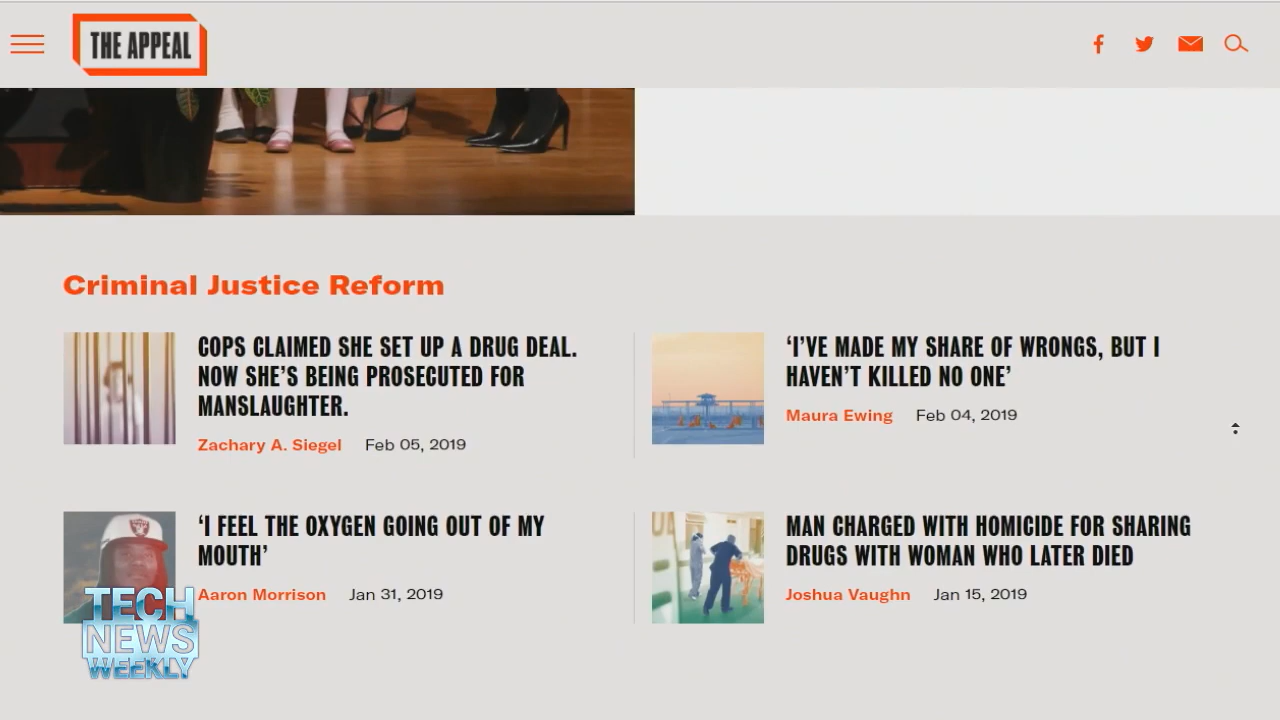 THE APPEAL
Criminal Justice Reform
COPS CLAIMED SHE SET UP A DRUG DEAL.
NOW SHE'S BEING PROSECUTED FOR
MANSLAUGHTER.
Zachary A. Siegel Feb 05, 2019
‘I'VE MADE MY SHARE OF WRONGS, BUT I
HAVEN'T KILLED NO ONE’
Maura Ewing Feb 04, 2019
‘I FEEL THE OXYGEN GOING OUT OF MY
MOUTH’
Aaron Morrison Jan 31, 2019
MAN CHARGED WITH HOMICIDE FOR SHARING
DRUGS WITH WOMAN WHO LATER DIED
Joshua Vaughn Jan 15, 2019
TECH
NEWS
WEEKLY